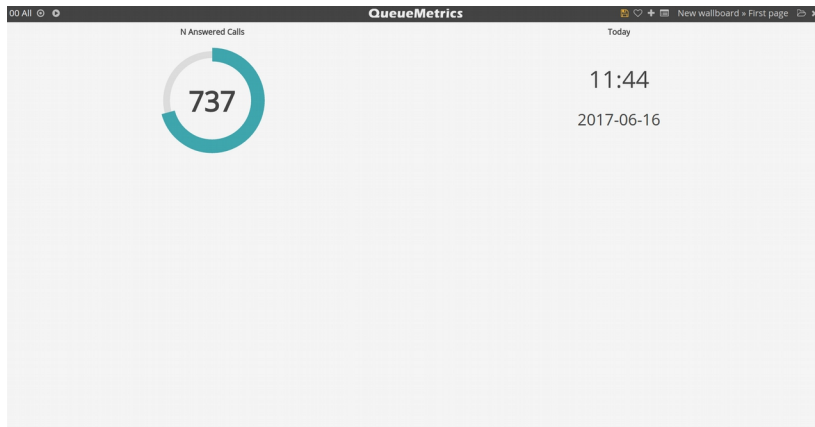 00 All
QueueMetrics
New wallboard » First page
N Answered Calls
737
Today
11:44
2017-06-16